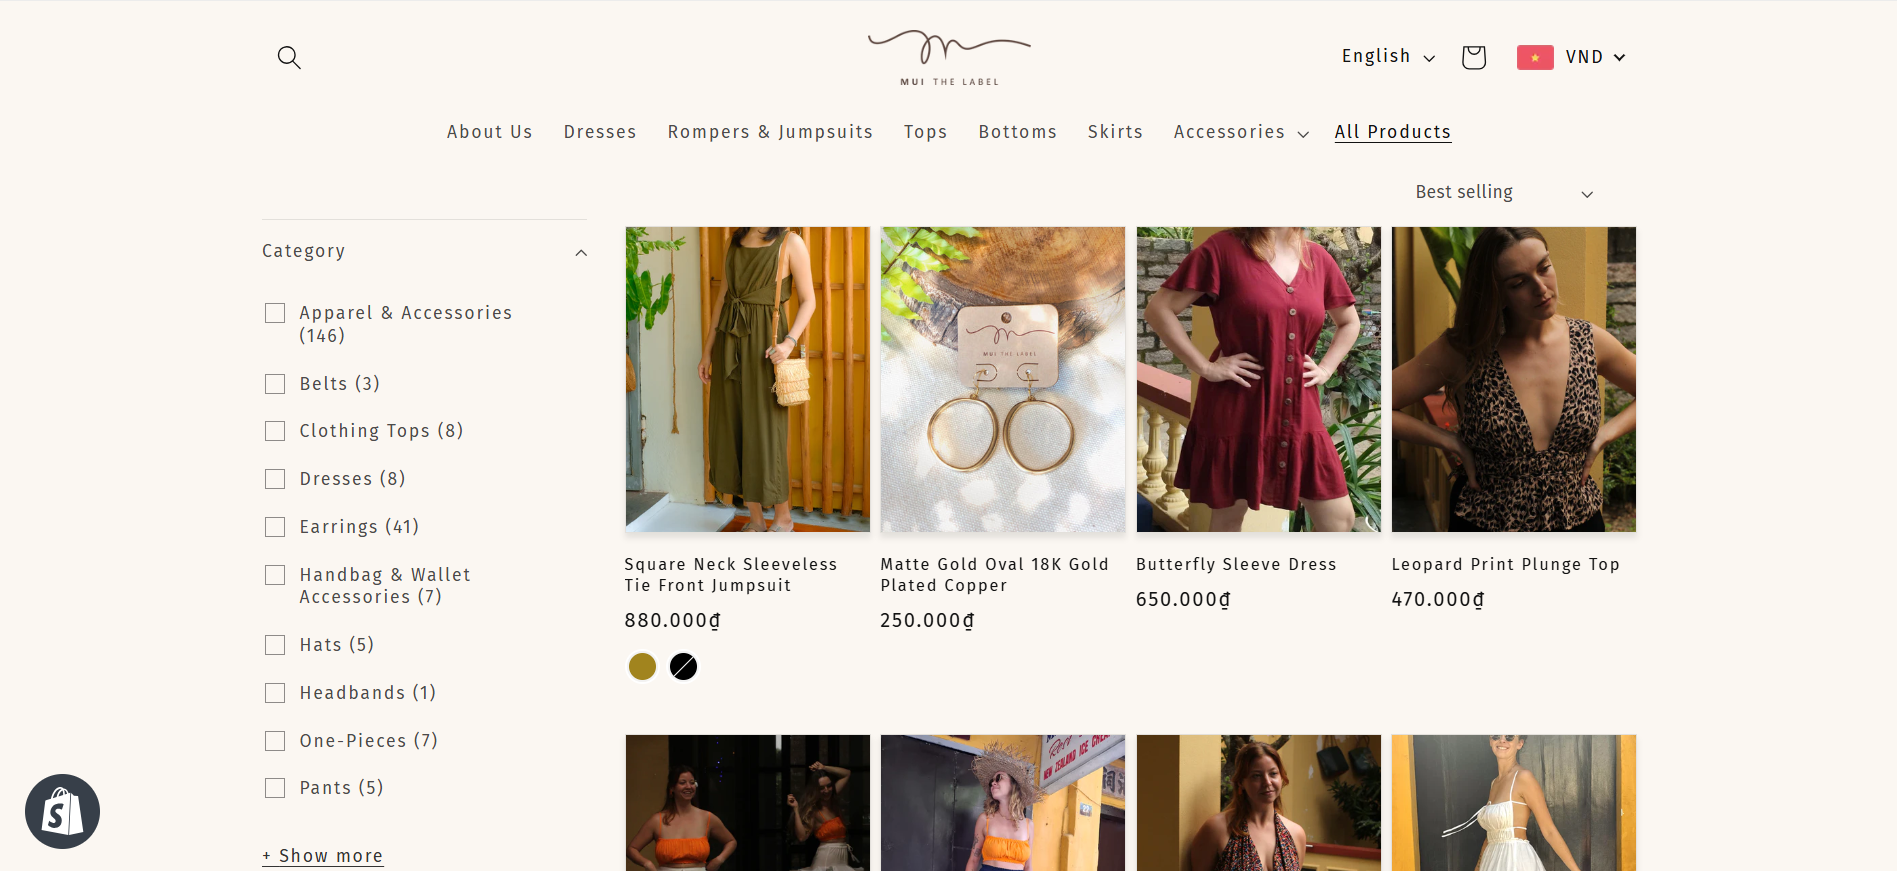 MUI THE LABEL
English
VND
About Us
Dresses
Rompers & Jumpsuits
Tops
Bottoms
Skirts
Accessories
All Products
Best selling
Category
Apparel & Accessories
(146)
Belts (3)
Clothing Tops (8)
Dresses (8)
Earrings (41)
Handbag & Wallet
Accessories (7)
Hats (5)
Headbands (1)
One-Pieces (7)
Pants (5)
+ Show more
MUI THE LABEL
Square Neck Sleeveless
Tie Front Jumpsuit
880.000₫
Matte Gold Oval 18K Gold
Plated Copper
250.000₫
Butterfly Sleeve Dress
650.000₫
Leopard Print Plunge Top
470.000₫
NEW ZEALAND ICE CREAM